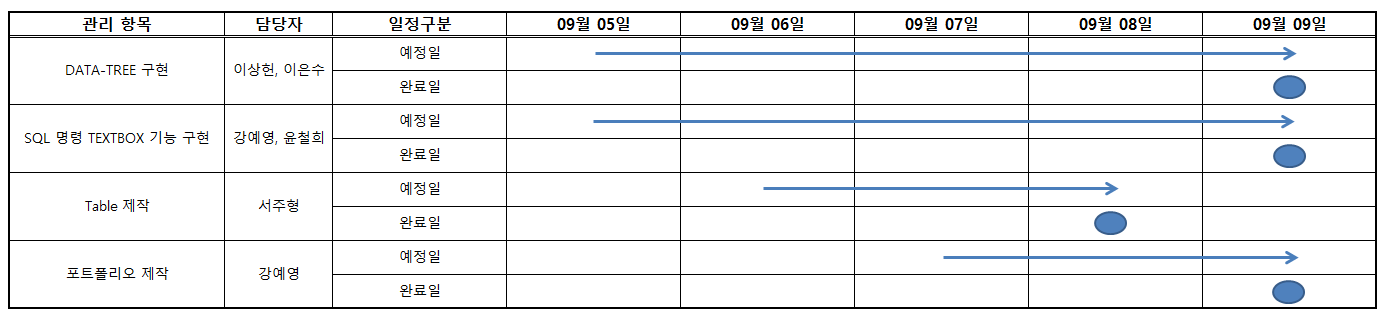 관리 항목 담당자 일정구분 09월 05일 09월 06일 09월 07일 09월 08일 09월 09일
DATA-TREE 구현 이상헌, 이은수 예정일
완료일
SQL 명령 TEXTBOX 기능 구현 강예영, 윤철희 예정일
완료일
Table 제작 서주형 예정일
완료일
포트폴리오 제작 강예영 예정일
완료일